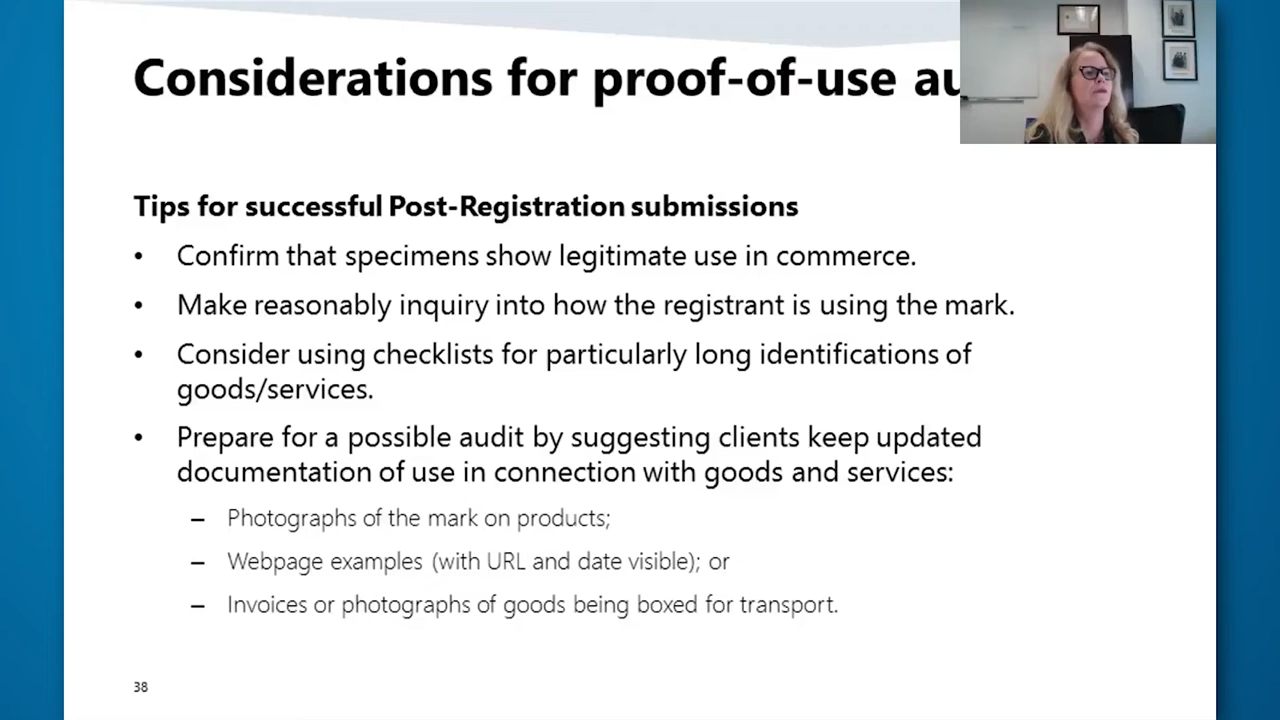 Considerations for proof-of-use au
Tips for successful Post-Registration submissions
• Confirm that specimens show legitimate use in commerce.
• Make reasonably inquiry into how the registrant is using the mark.
• Consider using checklists for particularly long identifications of
goods/services.
• Prepare for a possible audit by suggesting clients keep updated
documentation of use in connection with goods and services:
– Photographs of the mark on products;
– Webpage examples (with URL and date visible); or
– Invoices or photographs of goods being boxed for transport.
38